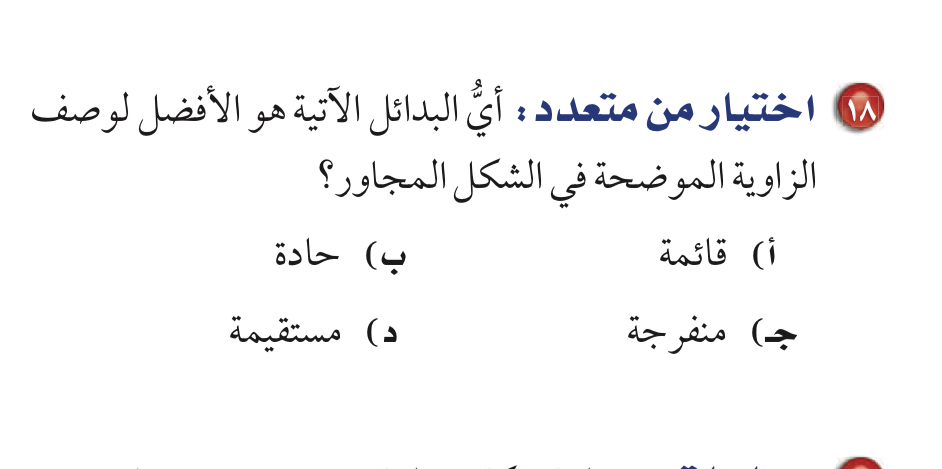 ١٨ اختيار من متعدد: أيُّ البدائل الآتية هو الأفضل لوصف
الزاوية الموضحة في الشكل المجاور؟
أ) قائمة ب) حادة
جـ) منفرجة د) مستقيمة